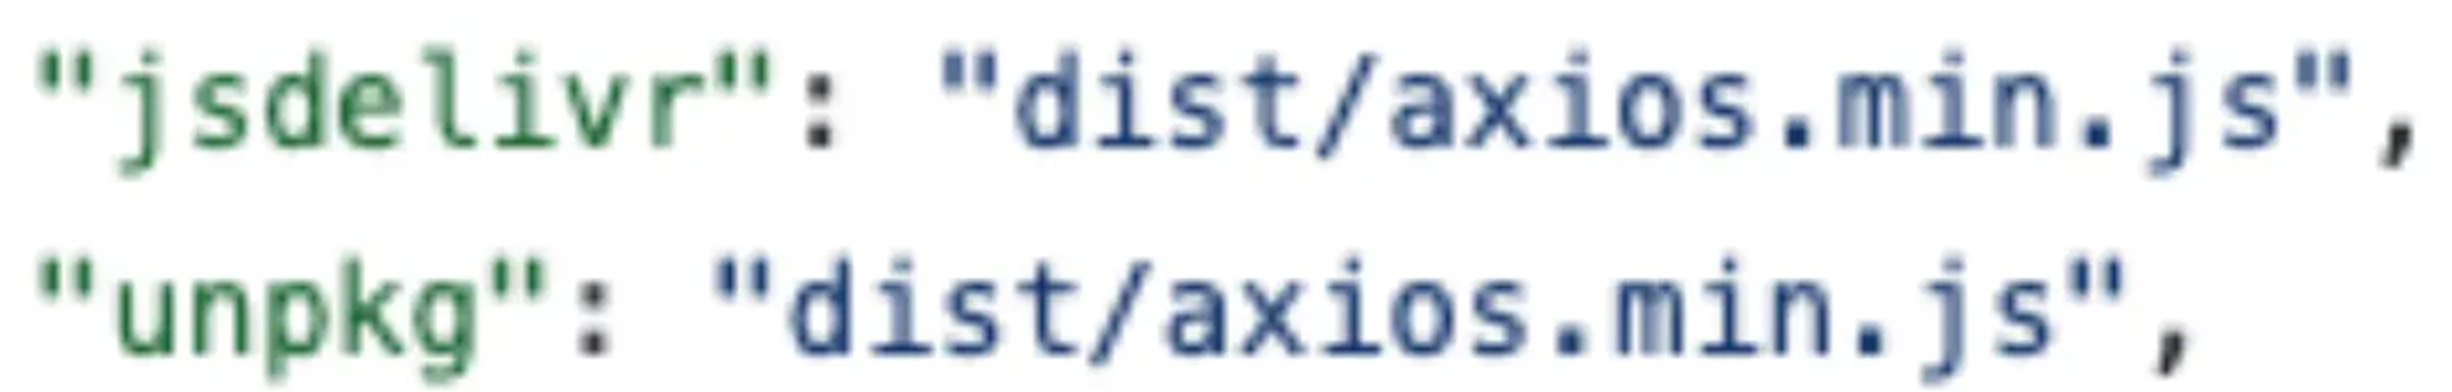 "jsdelivr": "dist/axios.min.js",
"unpkg": "dist/axios.min.js",